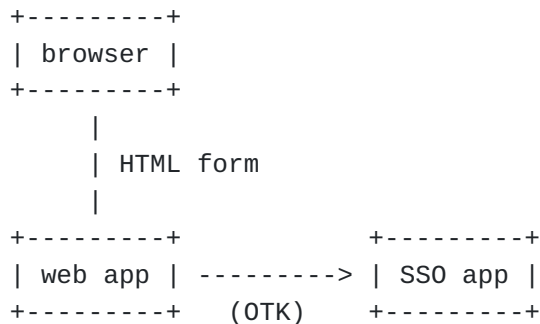 +---------+
| browser |
+---------+
     |
     | HTML form
     |
+---------+            +---------+
| web app | ---------> | SSO app |
+---------+   (OTK)    +---------+